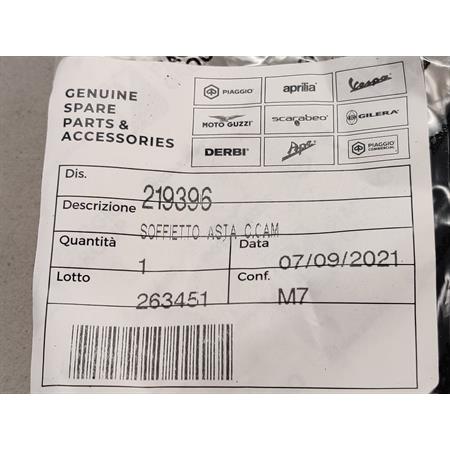 GENUINE
SPARE
PARTS &
ACCESSORIES
PIAGGIO aprilia Vespa
MOTO GUZZI scarabeo GILERA
DERBI Ape PIAGGIO COMMERCIAL
Dis.
219396
Descrizione
SOFFIETTO ASTA C.CAM
Quantità
1
Data
07/09/2021
Lotto
263451
Conf.
M7